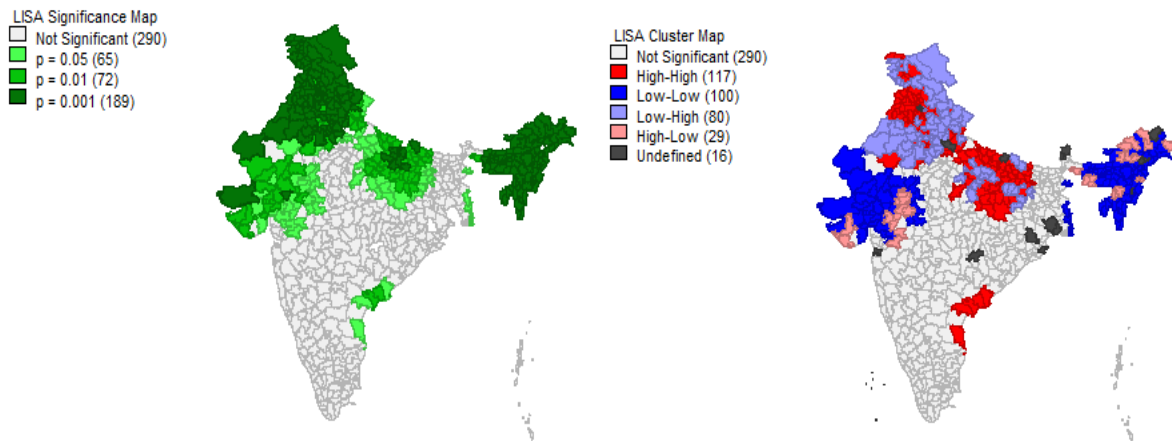 LISA Significance Map
Not Significant (290)
p = 0.05 (65)
p = 0.01 (72)
p = 0.001 (189)
LISA Cluster Map
Not Significant (290)
High-High (117)
Low-Low (100)
Low-High (80)
High-Low (29)
Undefined (16)